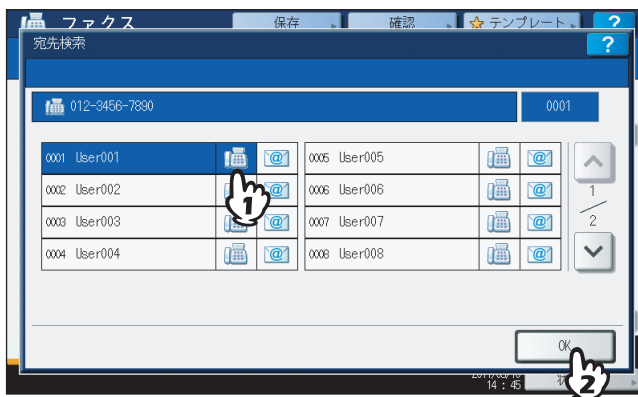 ファクス 保存 確認 テンプレート ?
宛先検索 ?
012-3456-7890 0001
0001 User001 @ 0005 User005 @
0002 User002 @ 0006 User006 @
0003 User003 @ 0007 User007 @
0004 User004 @ 0008 User008 @
1
2
OK
14:45
1
2